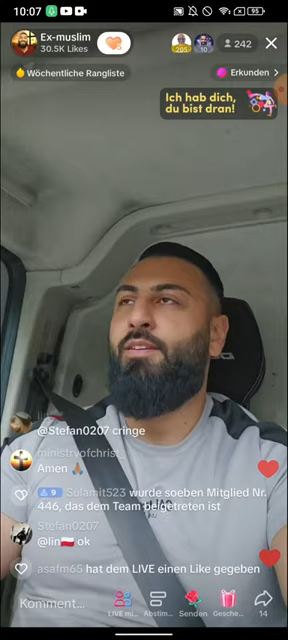 10:07
95
Ex-muslim
30.5K Likes
205
10
242
Wöchentliche Rangliste
Erkunden >
Ich hab dich,
du bist dran!
@Stefan0207 cringe
ministryofchrist
Amen 🙏
9 Sulamit523 wurde soeben Mitglied Nr.
446, das dem Team beigetreten ist
Stefan0207
@lin🇵🇱 ok
asafm65 hat dem LIVE einen Like gegeben
Komment...
LIVE mi...
Abstim...
Senden
Gesche...
14